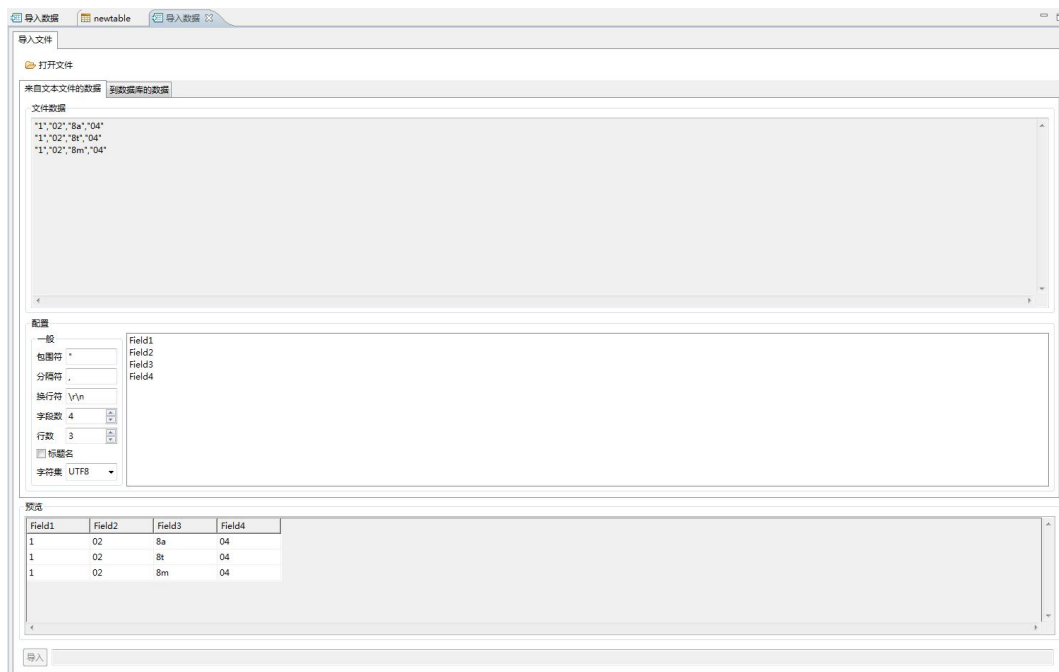 导入数据 newtable 导入数据
导入文件
打开文件
来自文本文件的数据 到数据库的数据
文件数据
"1","02","8a","04"
"1","02","8t","04"
"1","02","8m","04"
配置
一般
包围符 "
分隔符 ,
换行符 \r\n
字段数 4
行数 3
标题名
字符集 UTF8
Field1
Field2
Field3
Field4
预览
Field1 Field2 Field3 Field4
1 02 8a 04
1 02 8t 04
1 02 8m 04
导入